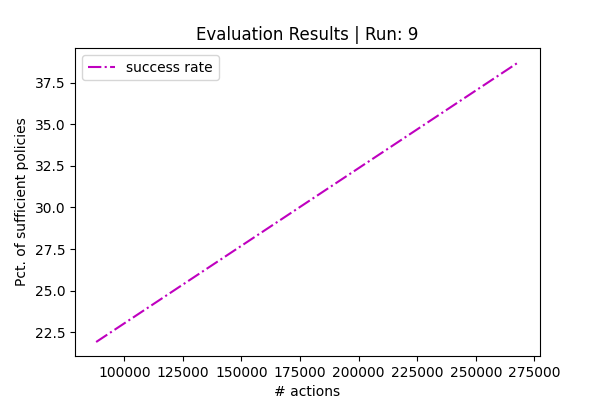 Evaluation Results | Run: 9
success rate
Pct. of sufficient policies
37.5
35.0
32.5
30.0
27.5
25.0
22.5
100000 125000 150000 175000 200000 225000 250000 275000
# actions